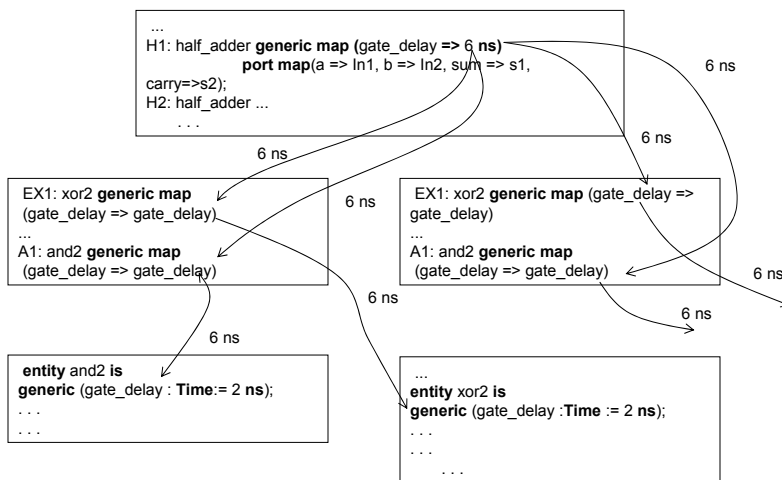 ...
H1: half_adder generic map (gate_delay => 6 ns)
port map(a => In1, b => In2, sum => s1,
carry=>s2);
H2: half_adder ...
. . .
6 ns
6 ns
6 ns
EX1: xor2 generic map
(gate_delay => gate_delay)
...
A1: and2 generic map
(gate_delay => gate_delay)
6 ns
EX1: xor2 generic map (gate_delay =>
gate_delay)
...
A1: and2 generic map
(gate_delay => gate_delay)
6 ns
6 ns
6 ns
6 ns
entity and2 is
generic (gate_delay : Time:= 2 ns);
. . .
. . .
...
entity xor2 is
generic (gate_delay :Time := 2 ns);
. . .
. . .
. . .